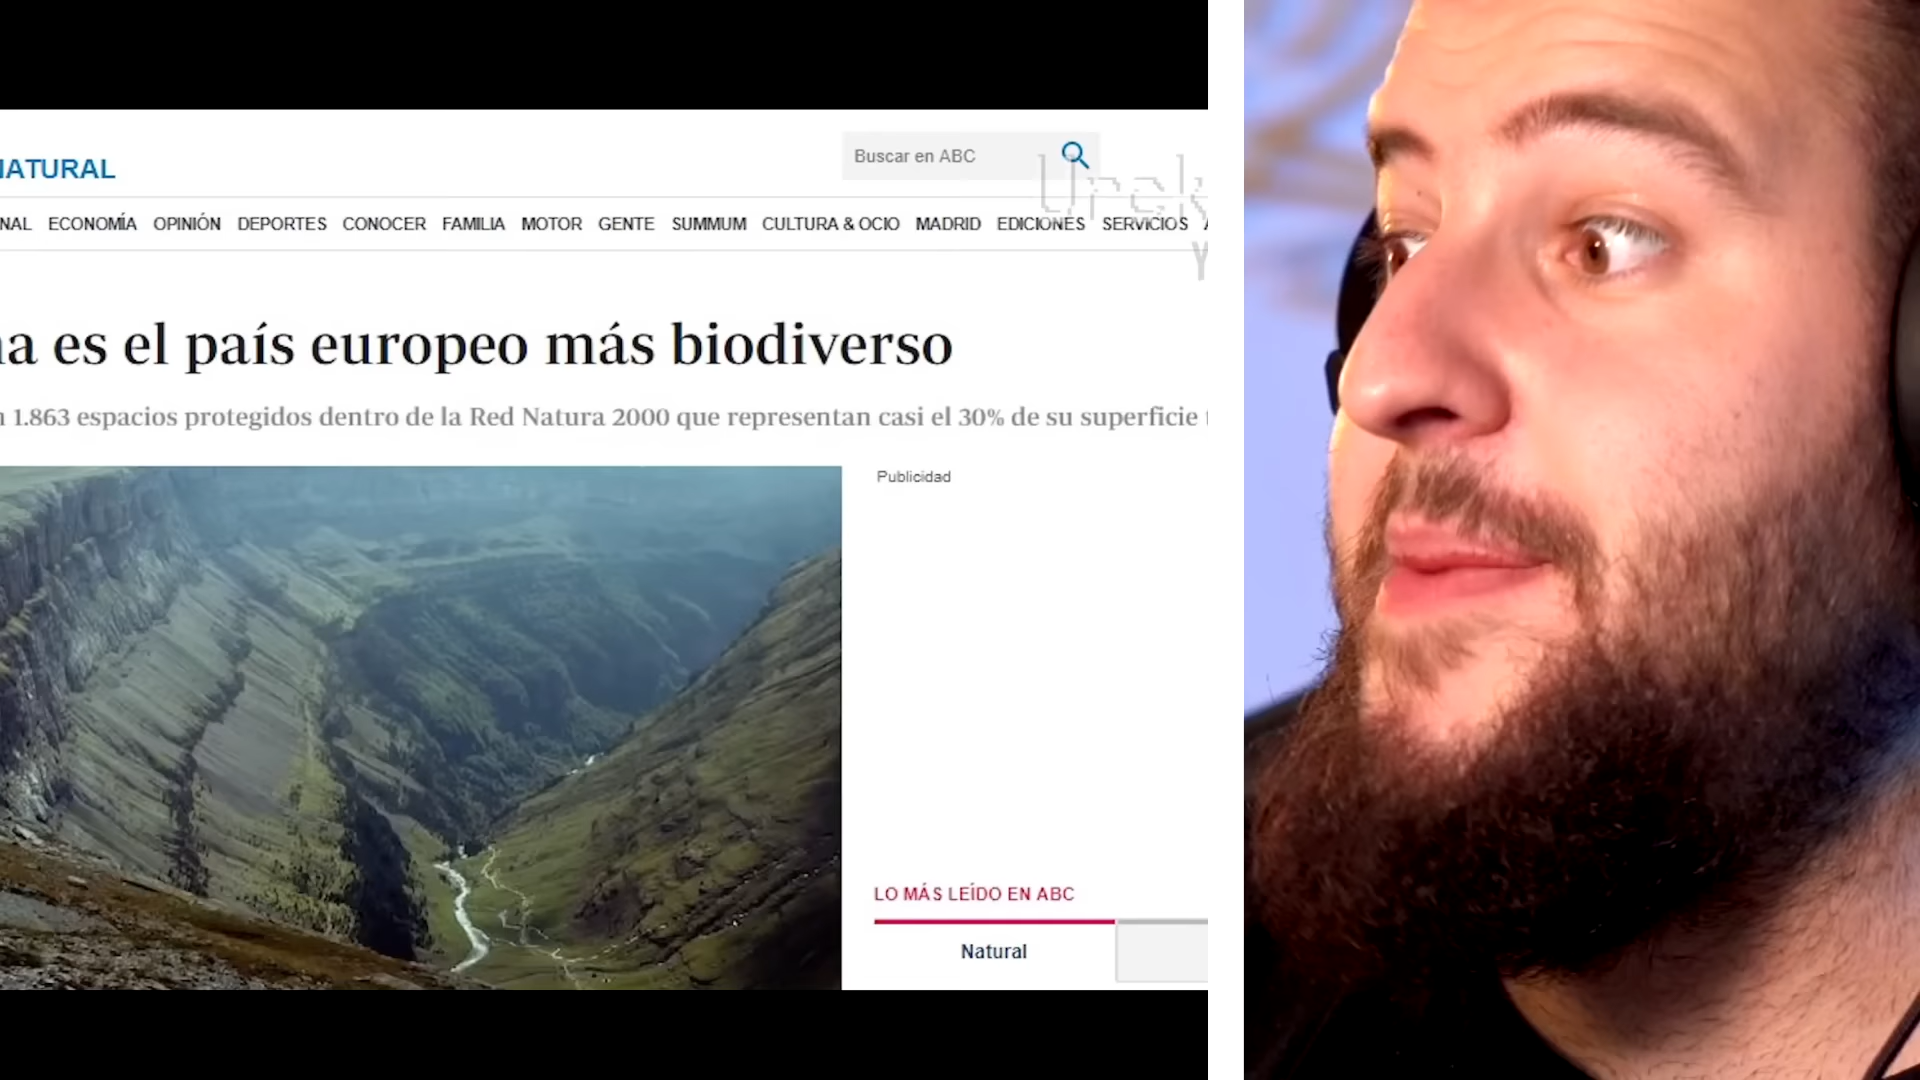 NATURAL
Buscar en ABC
NAL ECONOMÍA OPINIÓN DEPORTES CONOCER FAMILIA MOTOR GENTE SUMMUM CULTURA & OCIO MADRID EDICIONES SERVICIOS
es el país europeo más biodiverso
1.863 espacios protegidos dentro de la Red Natura 2000 que representan casi el 30% de su superficie
Publicidad
LO MÁS LEÍDO EN ABC
Natural